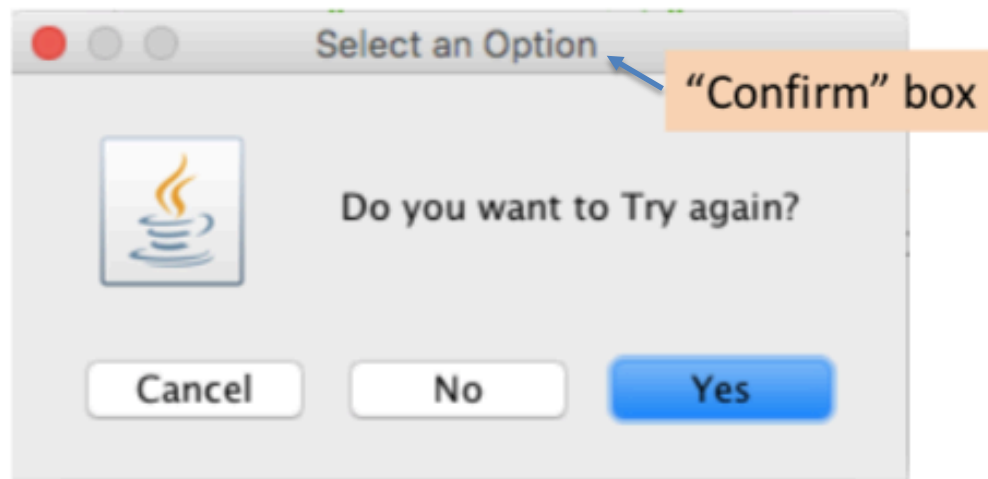 Select an Option
“Confirm” box
Do you want to Try again?
Cancel
No
Yes